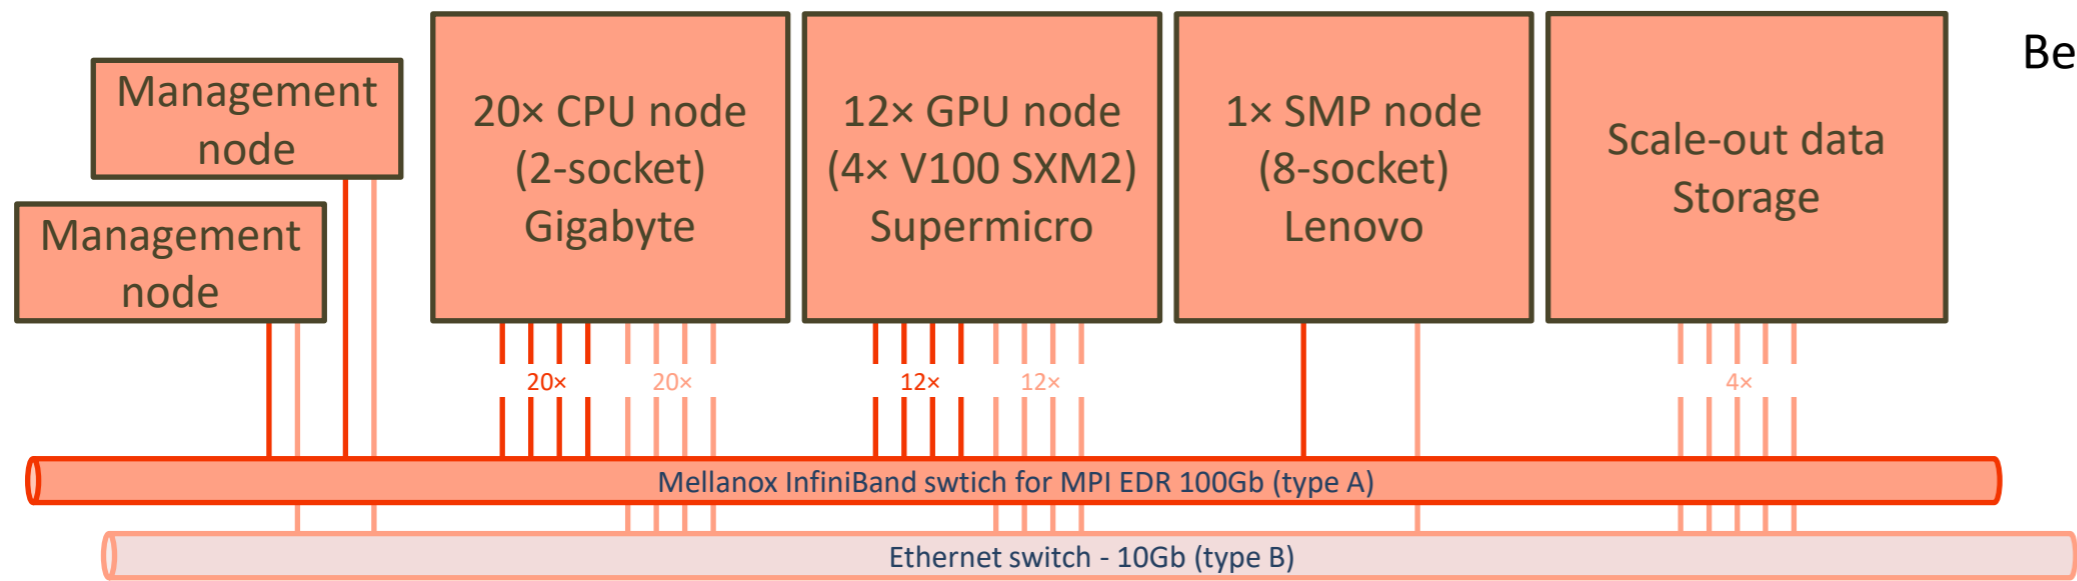 Management
node
Management
node
20× CPU node
(2-socket)
Gigabyte
12× GPU node
(4× V100 SXM2)
Supermicro
1× SMP node
(8-socket)
Lenovo
Scale-out data
Storage
Be
20×
20×
12×
12×
4×
Mellanox InfiniBand swtich for MPI EDR 100Gb (type A)
Ethernet switch - 10Gb (type B)